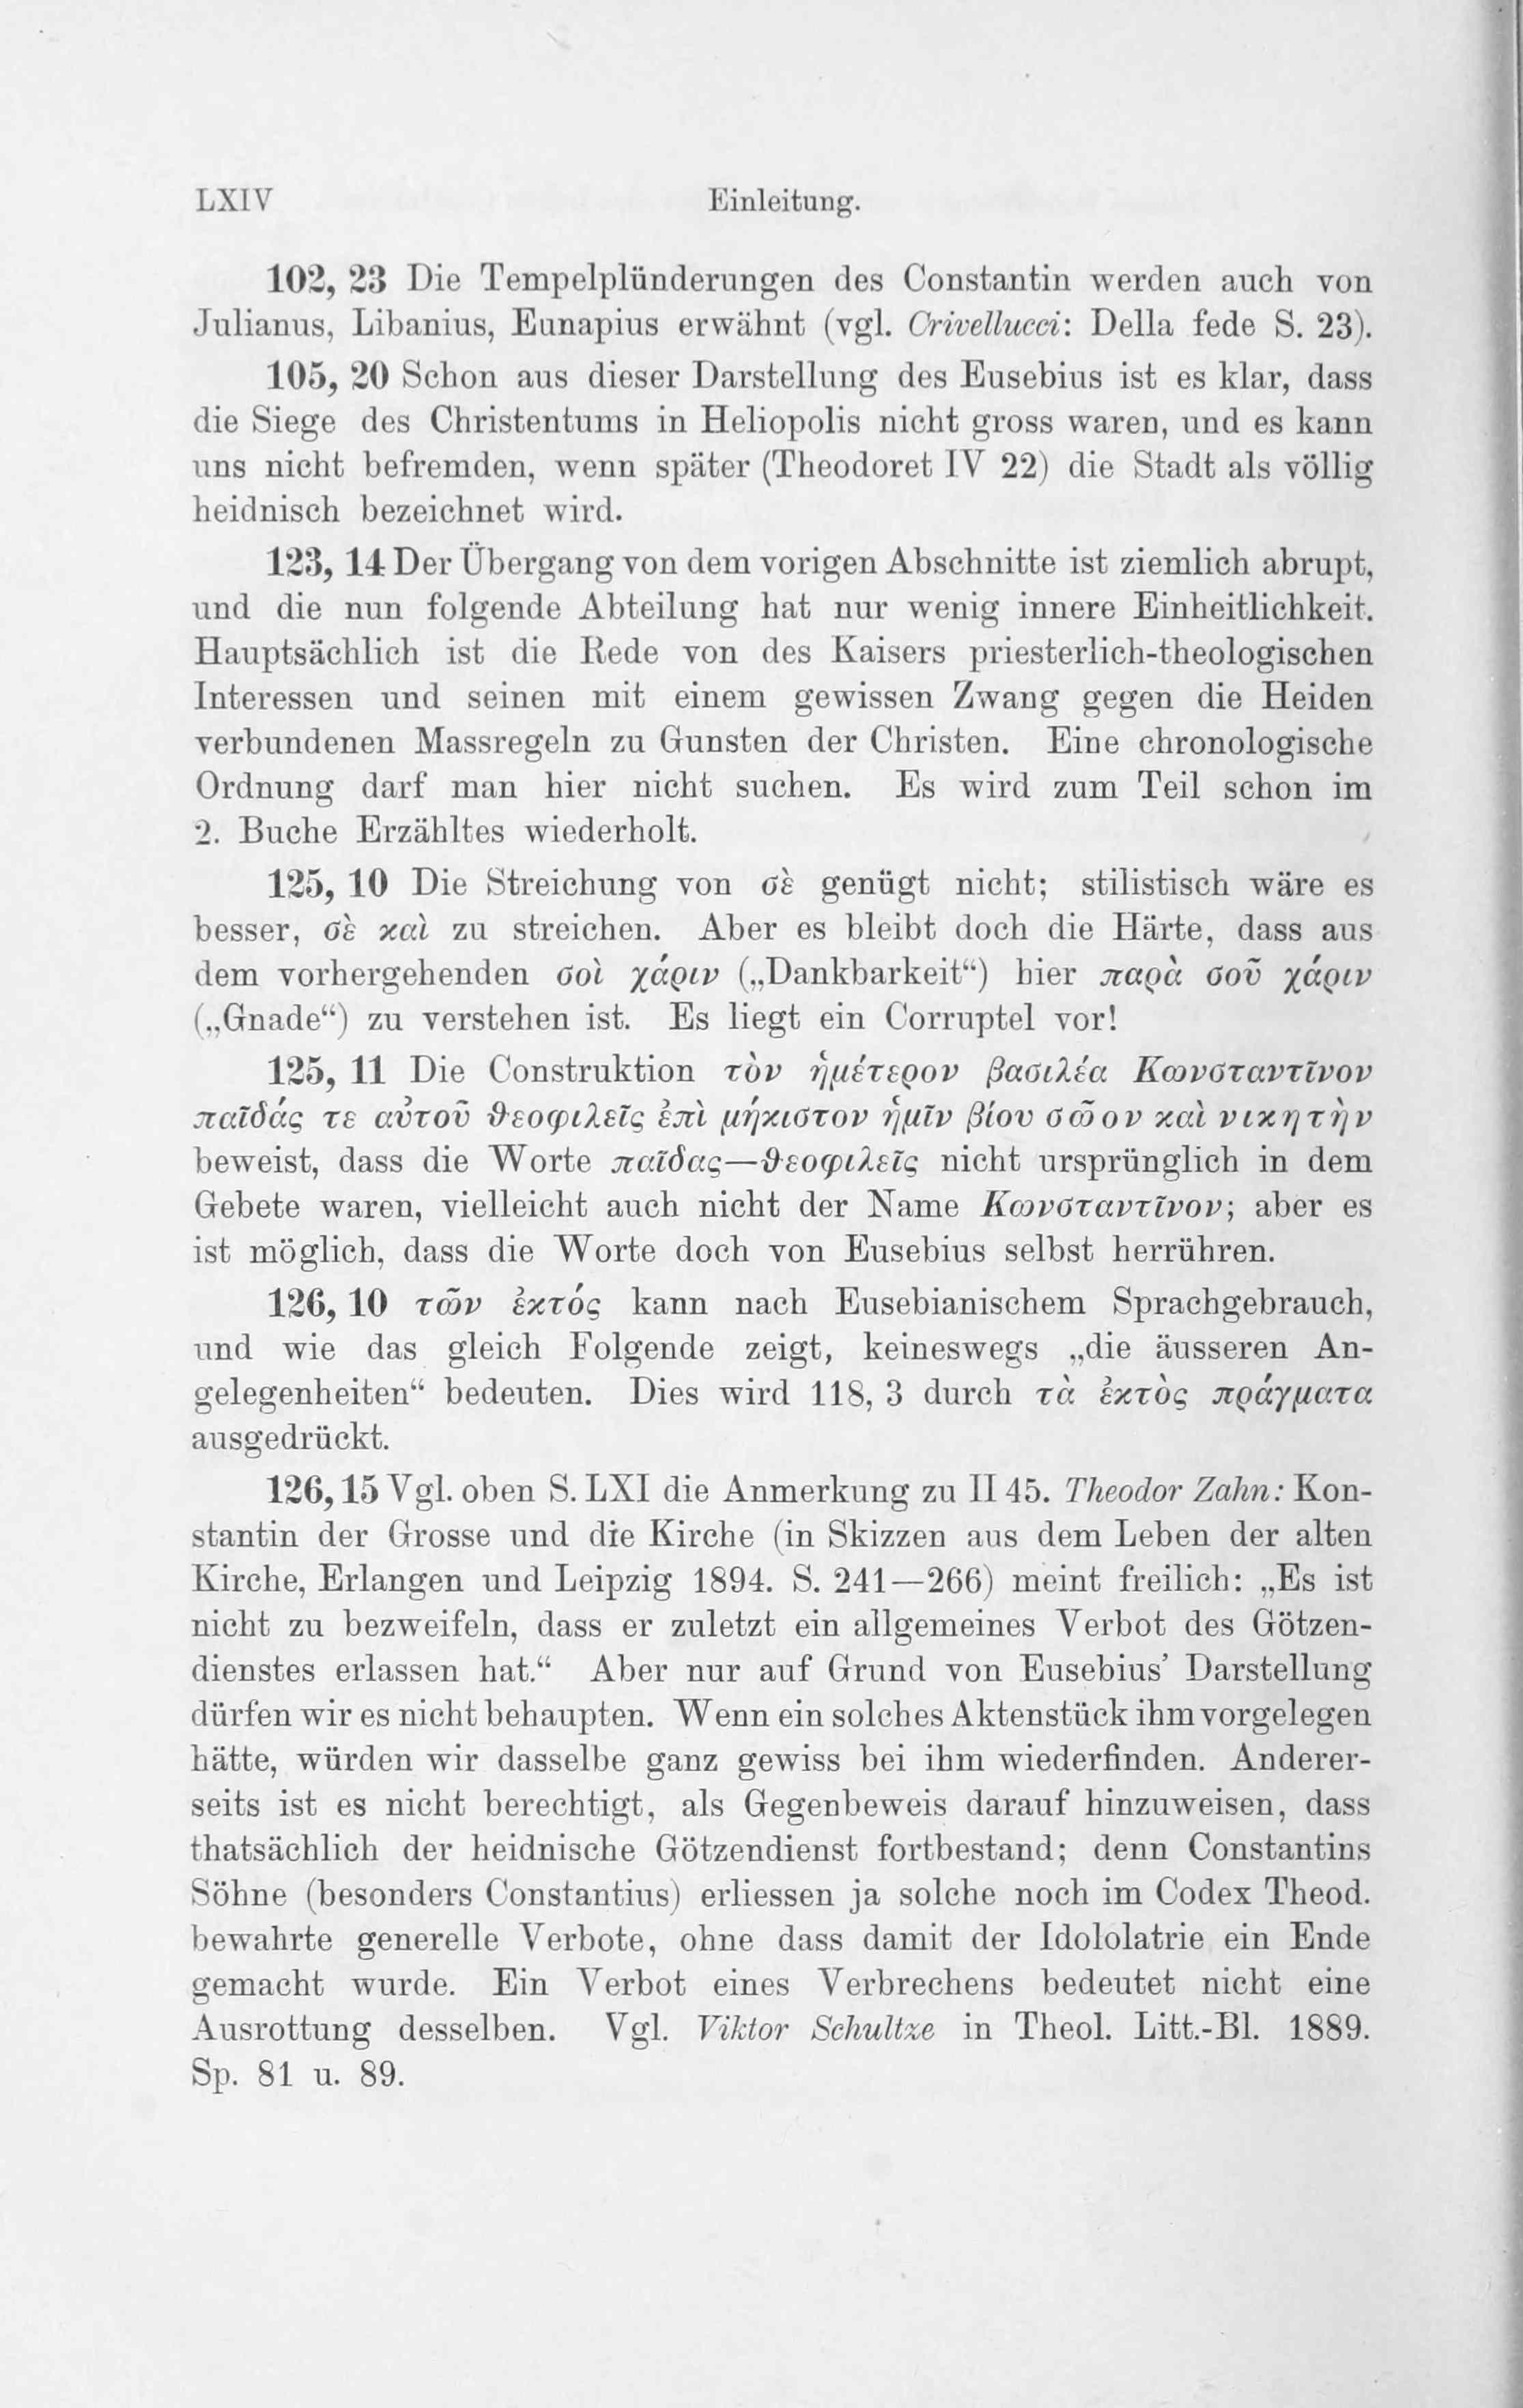 LXIV Einleitung.
102, 23 Die Tempelplünderungen des Constantin werden auch von
Julianus, Libanius, Eunapius erwähnt (vgl. Crivellucci: Della fede S. 23).
105, 20 Schon aus dieser Darstellung des Eusebius ist es klar, dass
die Siege des Christentums in Heliopolis nicht gross waren, und es kann
uns nicht befremden, wenn später (Theodoret IV 22) die Stadt als völlig
heidnisch bezeichnet wird.
123, 14 Der Übergang von dem vorigen Abschnitte ist ziemlich abrupt,
und die nun folgende Abteilung hat nur wenig innere Einheitlichkeit.
Hauptsächlich ist die Rede von des Kaisers priesterlich-theologischen
Interessen und seinen mit einem gewissen Zwang gegen die Heiden
verbundenen Massregeln zu Gunsten der Christen. Eine chronologische
Ordnung darf man hier nicht suchen. Es wird zum Teil schon im
2. Buche Erzähltes wiederholt.
125, 10 Die Streichung von σὲ genügt nicht; stilistisch wäre es
besser, σὲ καὶ zu streichen. Aber es bleibt doch die Härte, dass aus
dem vorhergehenden σοὶ χάριν („Dankbarkeit“) hier παρὰ σοῦ χάριν
(„Gnade“) zu verstehen ist. Es liegt ein Corruptel vor!
125, 11 Die Construktion τὸν ἡμέτερον βασιλέα Κωνσταντῖνον
παῖδάς τε αὐτοῦ θεοφιλεῖς ἐπὶ μήκιστον ἡμῖν βίου σῶον καὶ νικητὴν
beweist, dass die Worte παῖδας—θεοφιλεῖς nicht ursprünglich in dem
Gebete waren, vielleicht auch nicht der Name Κωνσταντῖνον; aber es
ist möglich, dass die Worte doch von Eusebius selbst herrühren.
126, 10 τῶν ἐκτός kann nach Eusebianischem Sprachgebrauch,
und wie das gleich Folgende zeigt, keineswegs „die äusseren An-
gelegenheiten“ bedeuten. Dies wird 118, 3 durch τὰ ἐκτὸς πράγματα
ausgedrückt.
126, 15 Vgl. oben S. LXI die Anmerkung zu II 45. Theodor Zahn: Kon-
stantin der Grosse und die Kirche (in Skizzen aus dem Leben der alten
Kirche, Erlangen und Leipzig 1894. S. 241—266) meint freilich: „Es ist
nicht zu bezweifeln, dass er zuletzt ein allgemeines Verbot des Götzen-
dienstes erlassen hat.“ Aber nur auf Grund von Eusebius’ Darstellung
dürfen wir es nicht behaupten. Wenn ein solches Aktenstück ihm vorgelegen
hätte, würden wir dasselbe ganz gewiss bei ihm wiederfinden. Anderer-
seits ist es nicht berechtigt, als Gegenbeweis darauf hinzuweisen, dass
thatsächlich der heidnische Götzendienst fortbestand; denn Constantins
Söhne (besonders Constantius) erliessen ja solche noch im Codex Theod.
bewahrte generelle Verbote, ohne dass damit der Idololatrie ein Ende
gemacht wurde. Ein Verbot eines Verbrechens bedeutet nicht eine
Ausrottung desselben. Vgl. Viktor Schultze in Theol. Litt.-Bl. 1889.
Sp. 81 u. 89.